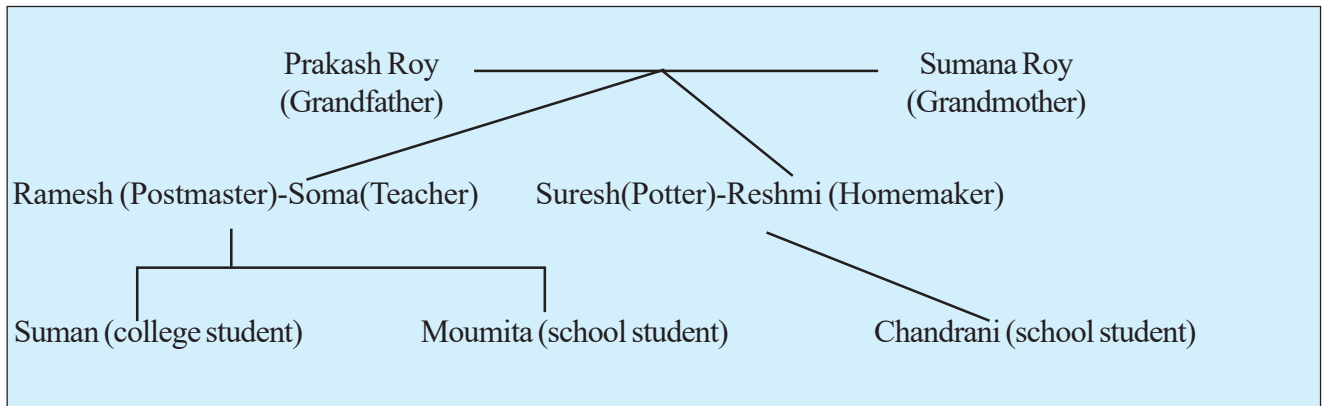 Prakash Roy
(Grandfather)
Sumana Roy
(Grandmother)
Ramesh (Postmaster)-Soma(Teacher)
Suresh(Potter)-Reshmi (Homemaker)
Suman (college student)
Moumita (school student)
Chandrani (school student)